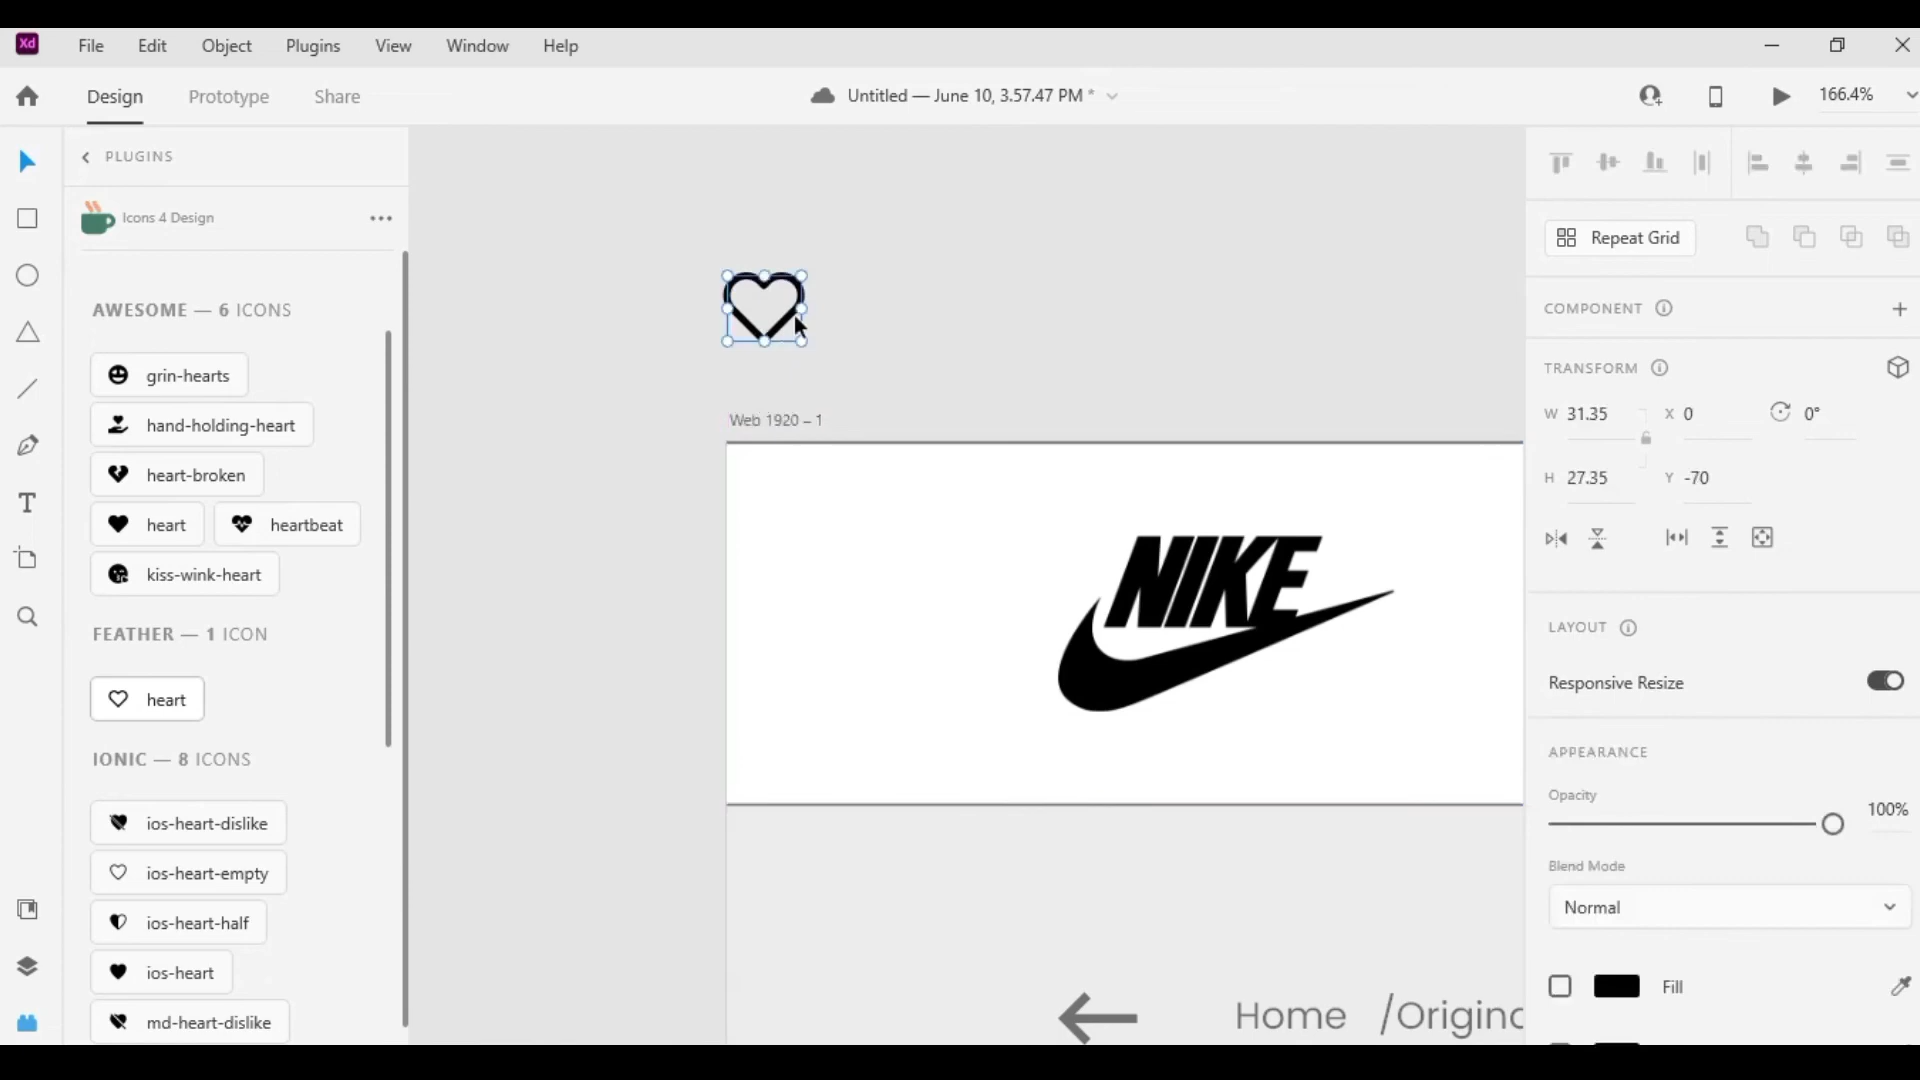 Xd File Edit Object Plugins View Window Help
Design Prototype Share Untitled — June 10, 3.57.47 PM * 166.4%
PLUGINS
Icons 4 Design
AWESOME — 6 ICONS
grin-hearts
hand-holding-heart
heart-broken
heart heartbeat
kiss-wink-heart
FEATHER — 1 ICON
heart
IONIC — 8 ICONS
ios-heart-dislike
ios-heart-empty
ios-heart-half
ios-heart
md-heart-dislike
Web 1920 – 1
NIKE
Home /Origino
Repeat Grid
COMPONENT
TRANSFORM
W 31.35 X 0 0°
H 27.35 Y -70
LAYOUT
Responsive Resize
APPEARANCE
Opacity
100%
Blend Mode
Normal
Fill